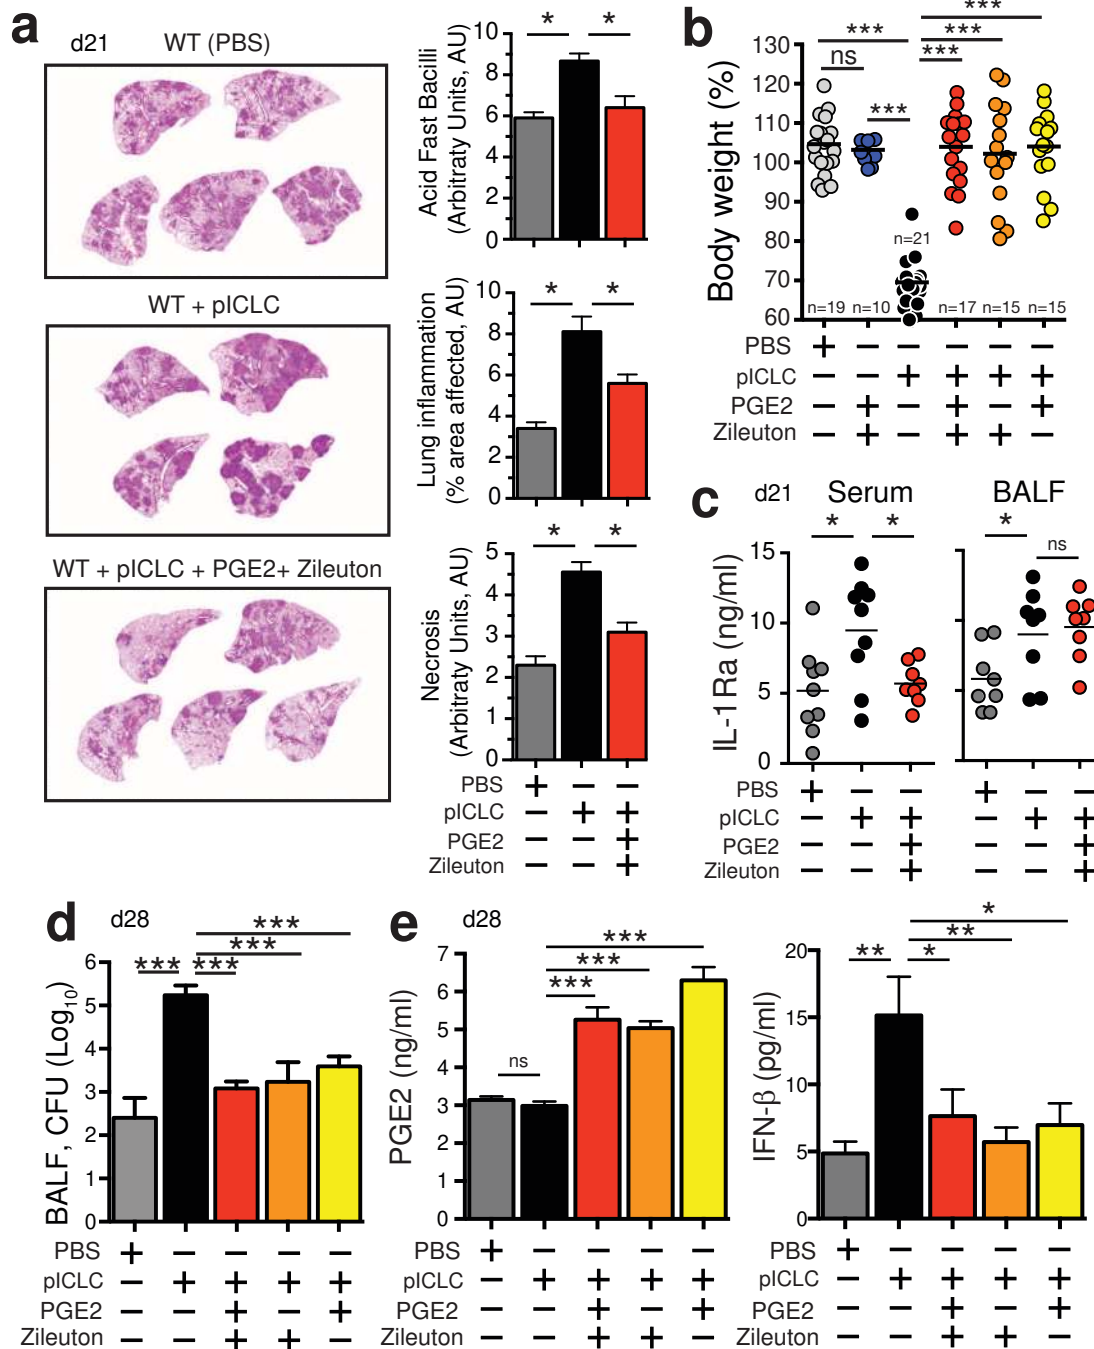 a
d21 WT (PBS)
WT + pICLC
WT + pICLC + PGE2+ Zileuton
Acid Fast Bacilli
(Arbitraty Units, AU)
10
8
6
4
2
0
* *
Lung inflammation
(% area affected, AU)
10
8
6
4
2
0
* *
Necrosis
(Arbitraty Units, AU)
5
4
3
2
1
0
* *
PBS + – –
pICLC – + +
PGE2 – – +
Zileuton – – +
b
Body weight (%)
130
120
110
100
90
80
70
60
***
***
***
*** ***
ns
***
n=21
n=19 n=10 n=17 n=15 n=15
PBS + – – – – –
pICLC – – + + + +
PGE2 – + – + – +
Zileuton – + – + + –
c
d21 Serum BALF
IL-1Ra (ng/ml)
15
10
5
0
* * * ns
PBS + – – + – –
pICLC – + + – + +
PGE2 – – + – – +
Zileuton – – + – – +
d
d28
BALF, CFU (Log10)
6
5
4
3
2
1
0
***
***
*** ***
PBS + – – – –
pICLC – + + + +
PGE2 – – + – +
Zileuton – – + + –
e
d28
PGE2 (ng/ml)
7
6
5
4
3
2
1
0
***
***
***
ns
PBS + – – – –
pICLC – + + + +
PGE2 – – + – +
Zileuton – – + + –
IFN-β (pg/ml)
20
15
10
5
0
*
**
** *
PBS + – – – –
pICLC – + + + +
PGE2 – – + – +
Zileuton – – + + –